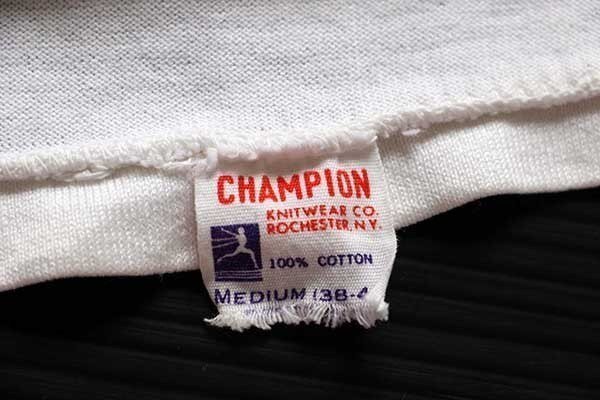 CHAMPION
KNITWEAR CO.
ROCHESTER, N.Y.
100% COTTON
MEDIUM (38-4